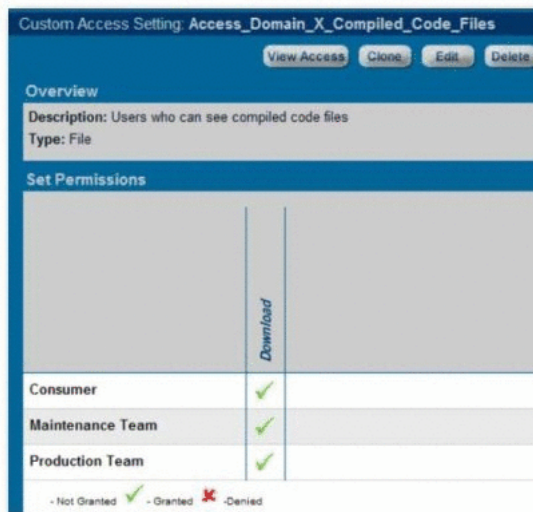 Custom Access Setting: Access_Domain_X_Compiled_Code_Files
View Access Clone Edit Delete
Overview
Description: Users who can see compiled code files
Type: File
Set Permissions
Download
Consumer
Maintenance Team
Production Team
- Not Granted - Granted -Denied